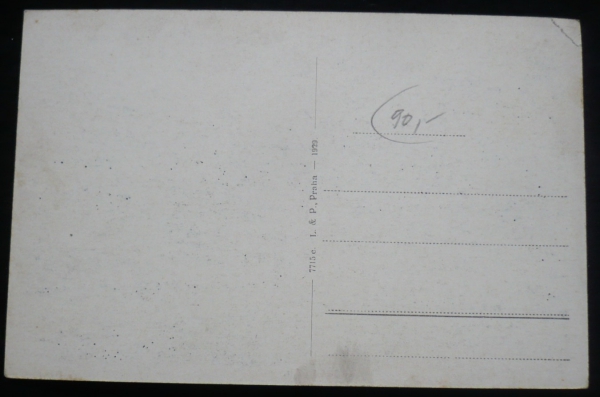 90,-
7715 e. L. & P., Praha — 1920